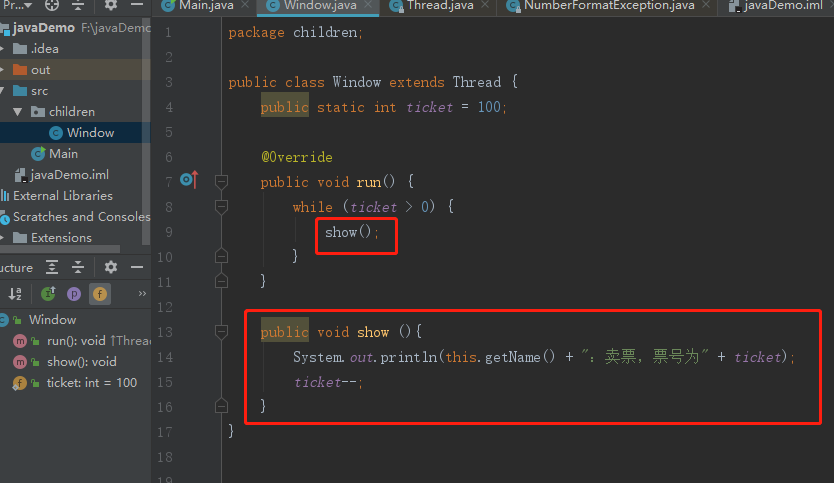 Pr...
javaDemo F:\javaDemo
.idea
out
src
children
Window
Main
javaDemo.iml
External Libraries
Scratches and Consoles
Extensions
ucture
Window
run(): void ↑Threa
show(): void
ticket: int = 100
Main.java
Window.java
Thread.java
NumberFormatException.java
javaDemo.iml
1 package children;
2
3 public class Window extends Thread {
4 public static int ticket = 100;
5
6 @Override
7 public void run() {
8 while (ticket > 0) {
9 show();
10 }
11 }
12
13 public void show (){
14 System.out.println(this.getName() + ": 卖票，票号为" + ticket);
15 ticket--;
16 }
17 }
18
19